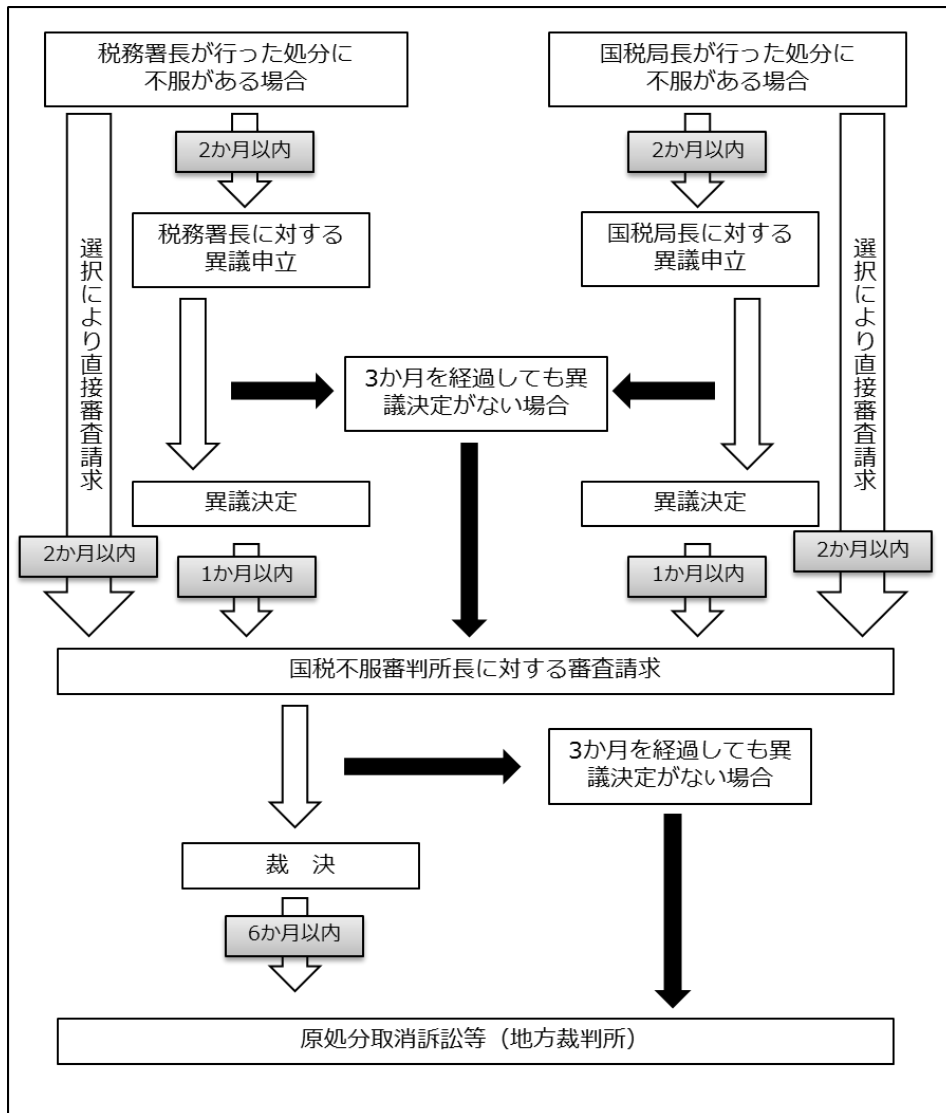 税務署長が行った処分に
不服がある場合
国税局長が行った処分に
不服がある場合
2か月以内
2か月以内
税務署長に対する
異議申立
国税局長に対する
異議申立
選択により直接審査請求
選択により直接審査請求
3か月を経過しても異
議決定がない場合
異議決定
異議決定
2か月以内
1か月以内
1か月以内
2か月以内
国税不服審判所長に対する審査請求
3か月を経過しても異
議決定がない場合
裁　決
6か月以内
原処分取消訴訟等（地方裁判所）